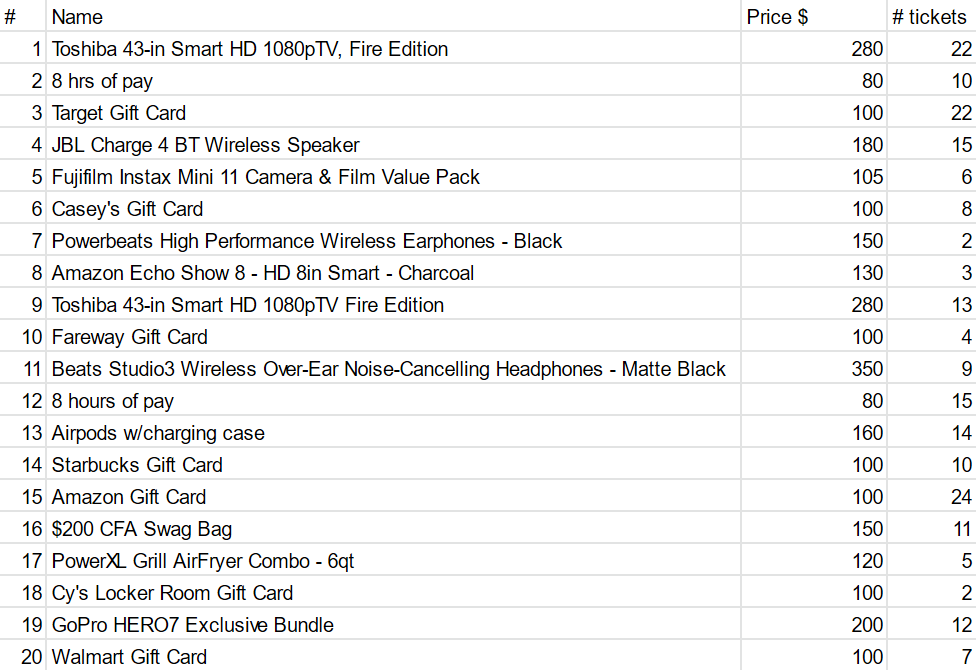 # Name Price $ # tickets
1 Toshiba 43-in Smart HD 1080pTV, Fire Edition 280 22
2 8 hrs of pay 80 10
3 Target Gift Card 100 22
4 JBL Charge 4 BT Wireless Speaker 180 15
5 Fujifilm Instax Mini 11 Camera & Film Value Pack 105 6
6 Casey's Gift Card 100 8
7 Powerbeats High Performance Wireless Earphones - Black 150 2
8 Amazon Echo Show 8 - HD 8in Smart - Charcoal 130 3
9 Toshiba 43-in Smart HD 1080pTV Fire Edition 280 13
10 Fareway Gift Card 100 4
11 Beats Studio3 Wireless Over-Ear Noise-Cancelling Headphones - Matte Black 350 9
12 8 hours of pay 80 15
13 Airpods w/charging case 160 14
14 Starbucks Gift Card 100 10
15 Amazon Gift Card 100 24
16 $200 CFA Swag Bag 150 11
17 PowerXL Grill AirFryer Combo - 6qt 120 5
18 Cy's Locker Room Gift Card 100 2
19 GoPro HERO7 Exclusive Bundle 200 12
20 Walmart Gift Card 100 7